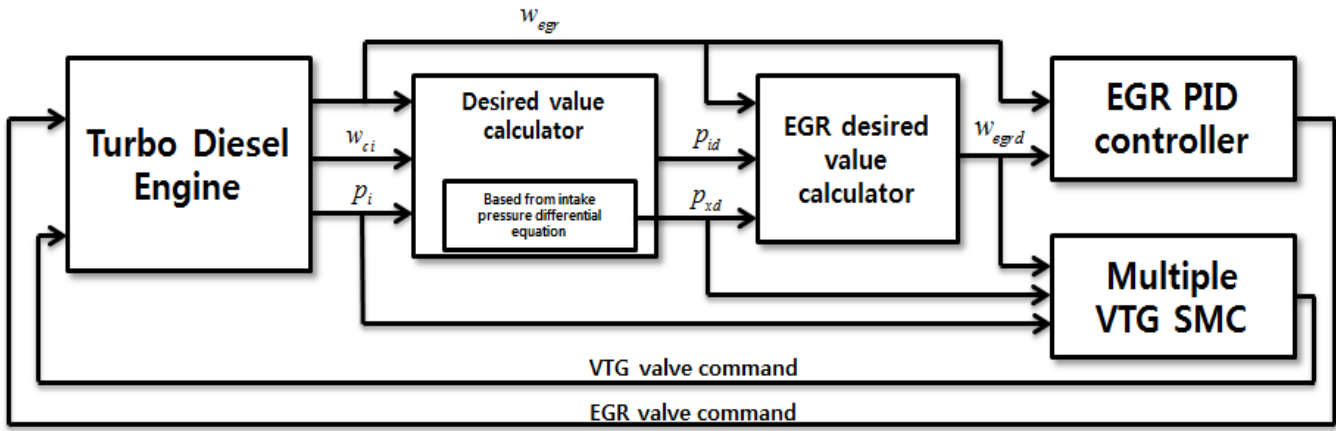 w_egr
Turbo Diesel
Engine
w_ci
p_i
Desired value
calculator
Based from intake
pressure differential
equation
p_id
p_xd
EGR desired
value
calculator
w_egrd
EGR PID
controller
Multiple
VTG SMC
VTG valve command
EGR valve command